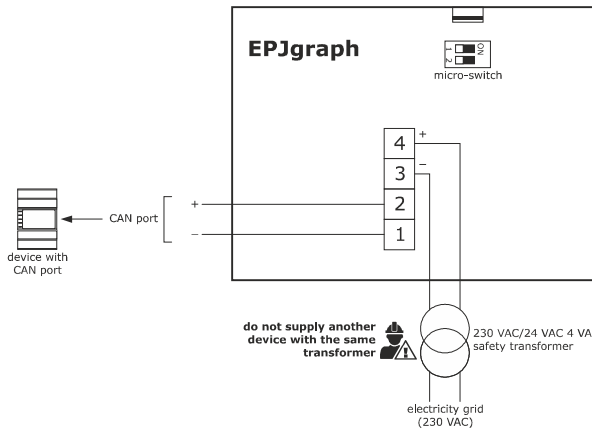 EPJgraph
ON
1
2
micro-switch
4
+
3
–
+
2
CAN port
–
1
device with
CAN port
do not supply another
device with the same
transformer
230 VAC/24 VAC 4 VA
safety transformer
electricity grid
(230 VAC)